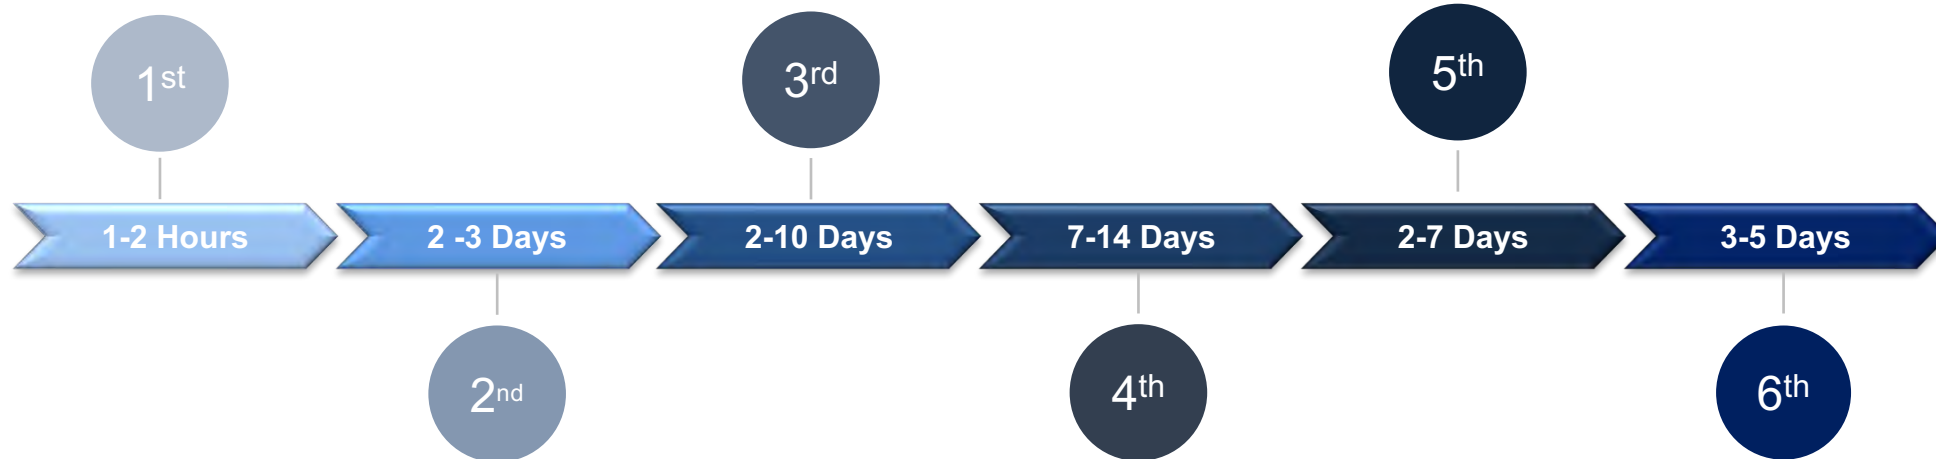 1st
3rd
5th
1-2 Hours
2 -3 Days
2-10 Days
7-14 Days
2-7 Days
3-5 Days
2nd
4th
6th